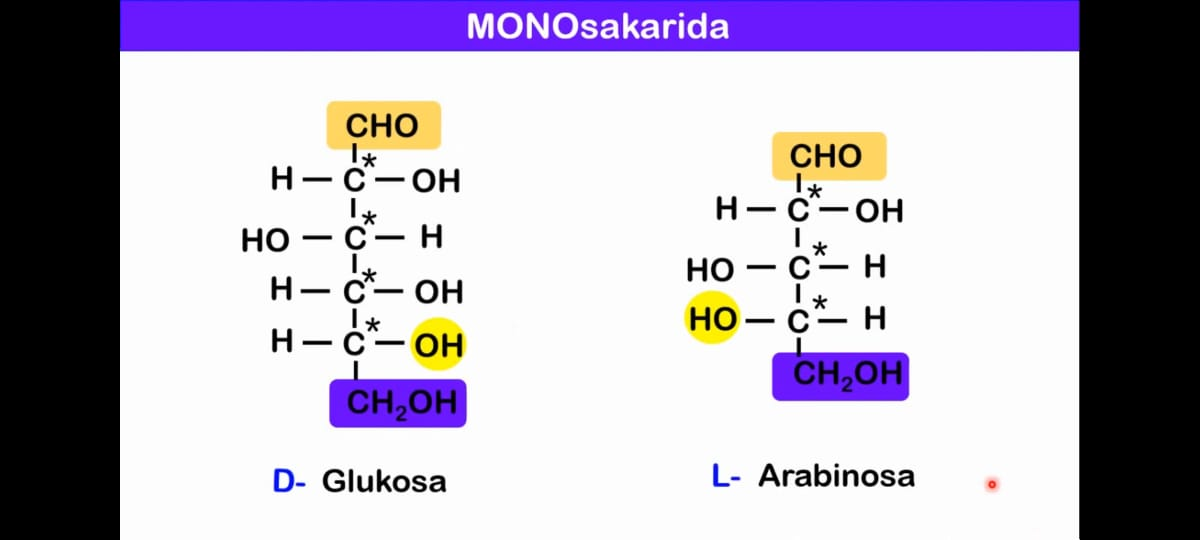 MONOsakarida
CHO
H — C* — OH
HO — C* — H
H — C* — OH
H — C* — OH
CH₂OH
D- Glukosa
CHO
H — C* — OH
HO — C* — H
HO — C* — H
CH₂OH
L- Arabinosa